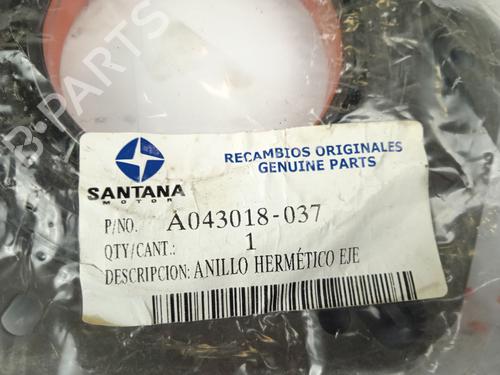 SANTANA
MOTOR
RECAMBIOS ORIGINALES
GENUINE PARTS
P/NO. A043018-037
QTY/CANT.: 1
DESCRIPCION: ANILLO HERMÉTICO EJE
B-PARTS